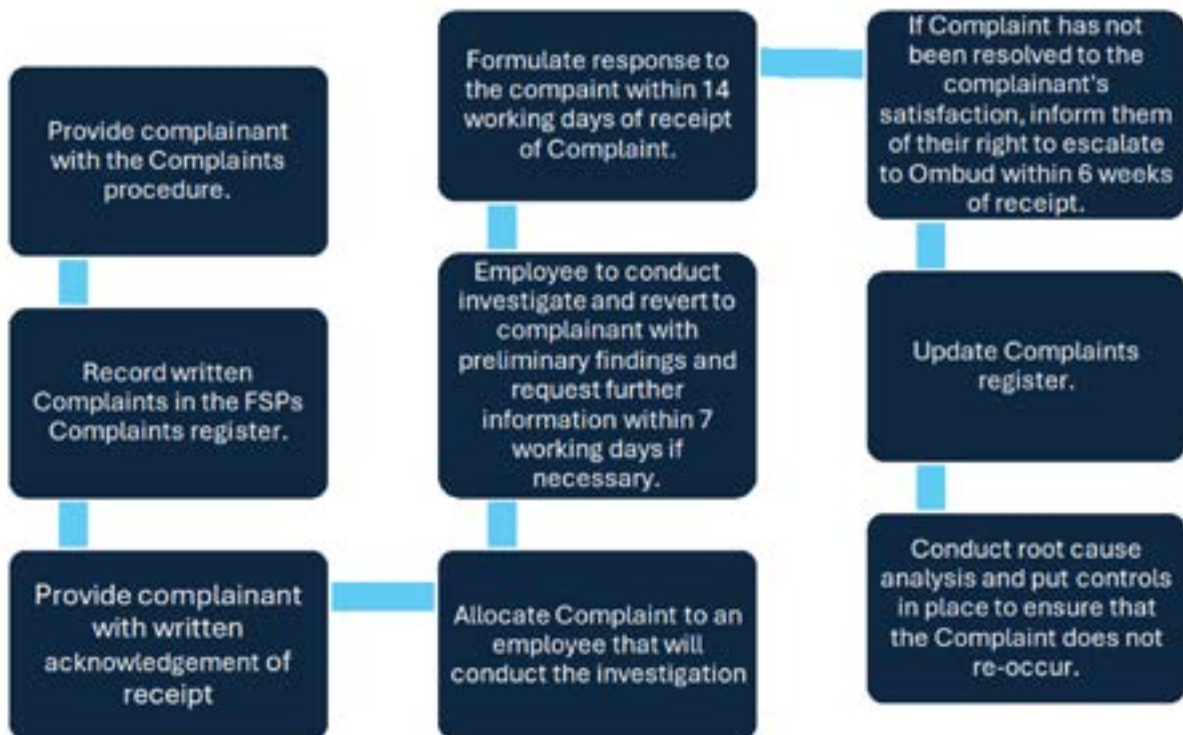 Provide complainant
with the Complaints
procedure.
Record written
Complaints in the FSPs
Complaints register.
Provide complainant
with written
acknowledgement of
receipt
Allocate Complaint to an
employee that will
conduct the investigation
Employee to conduct
investigate and revert to
complainant with
preliminary findings and
request further
information within 7
working days if
necessary.
Formulate response to
the compaint within 14
working days of receipt
of Complaint.
If Complaint has not
been resolved to the
complainant's
satisfaction, inform them
of their right to escalate
to Ombud within 6 weeks
of receipt.
Update Complaints
register.
Conduct root cause
analysis and put controls
in place to ensure that
the Complaint does not
re-occur.